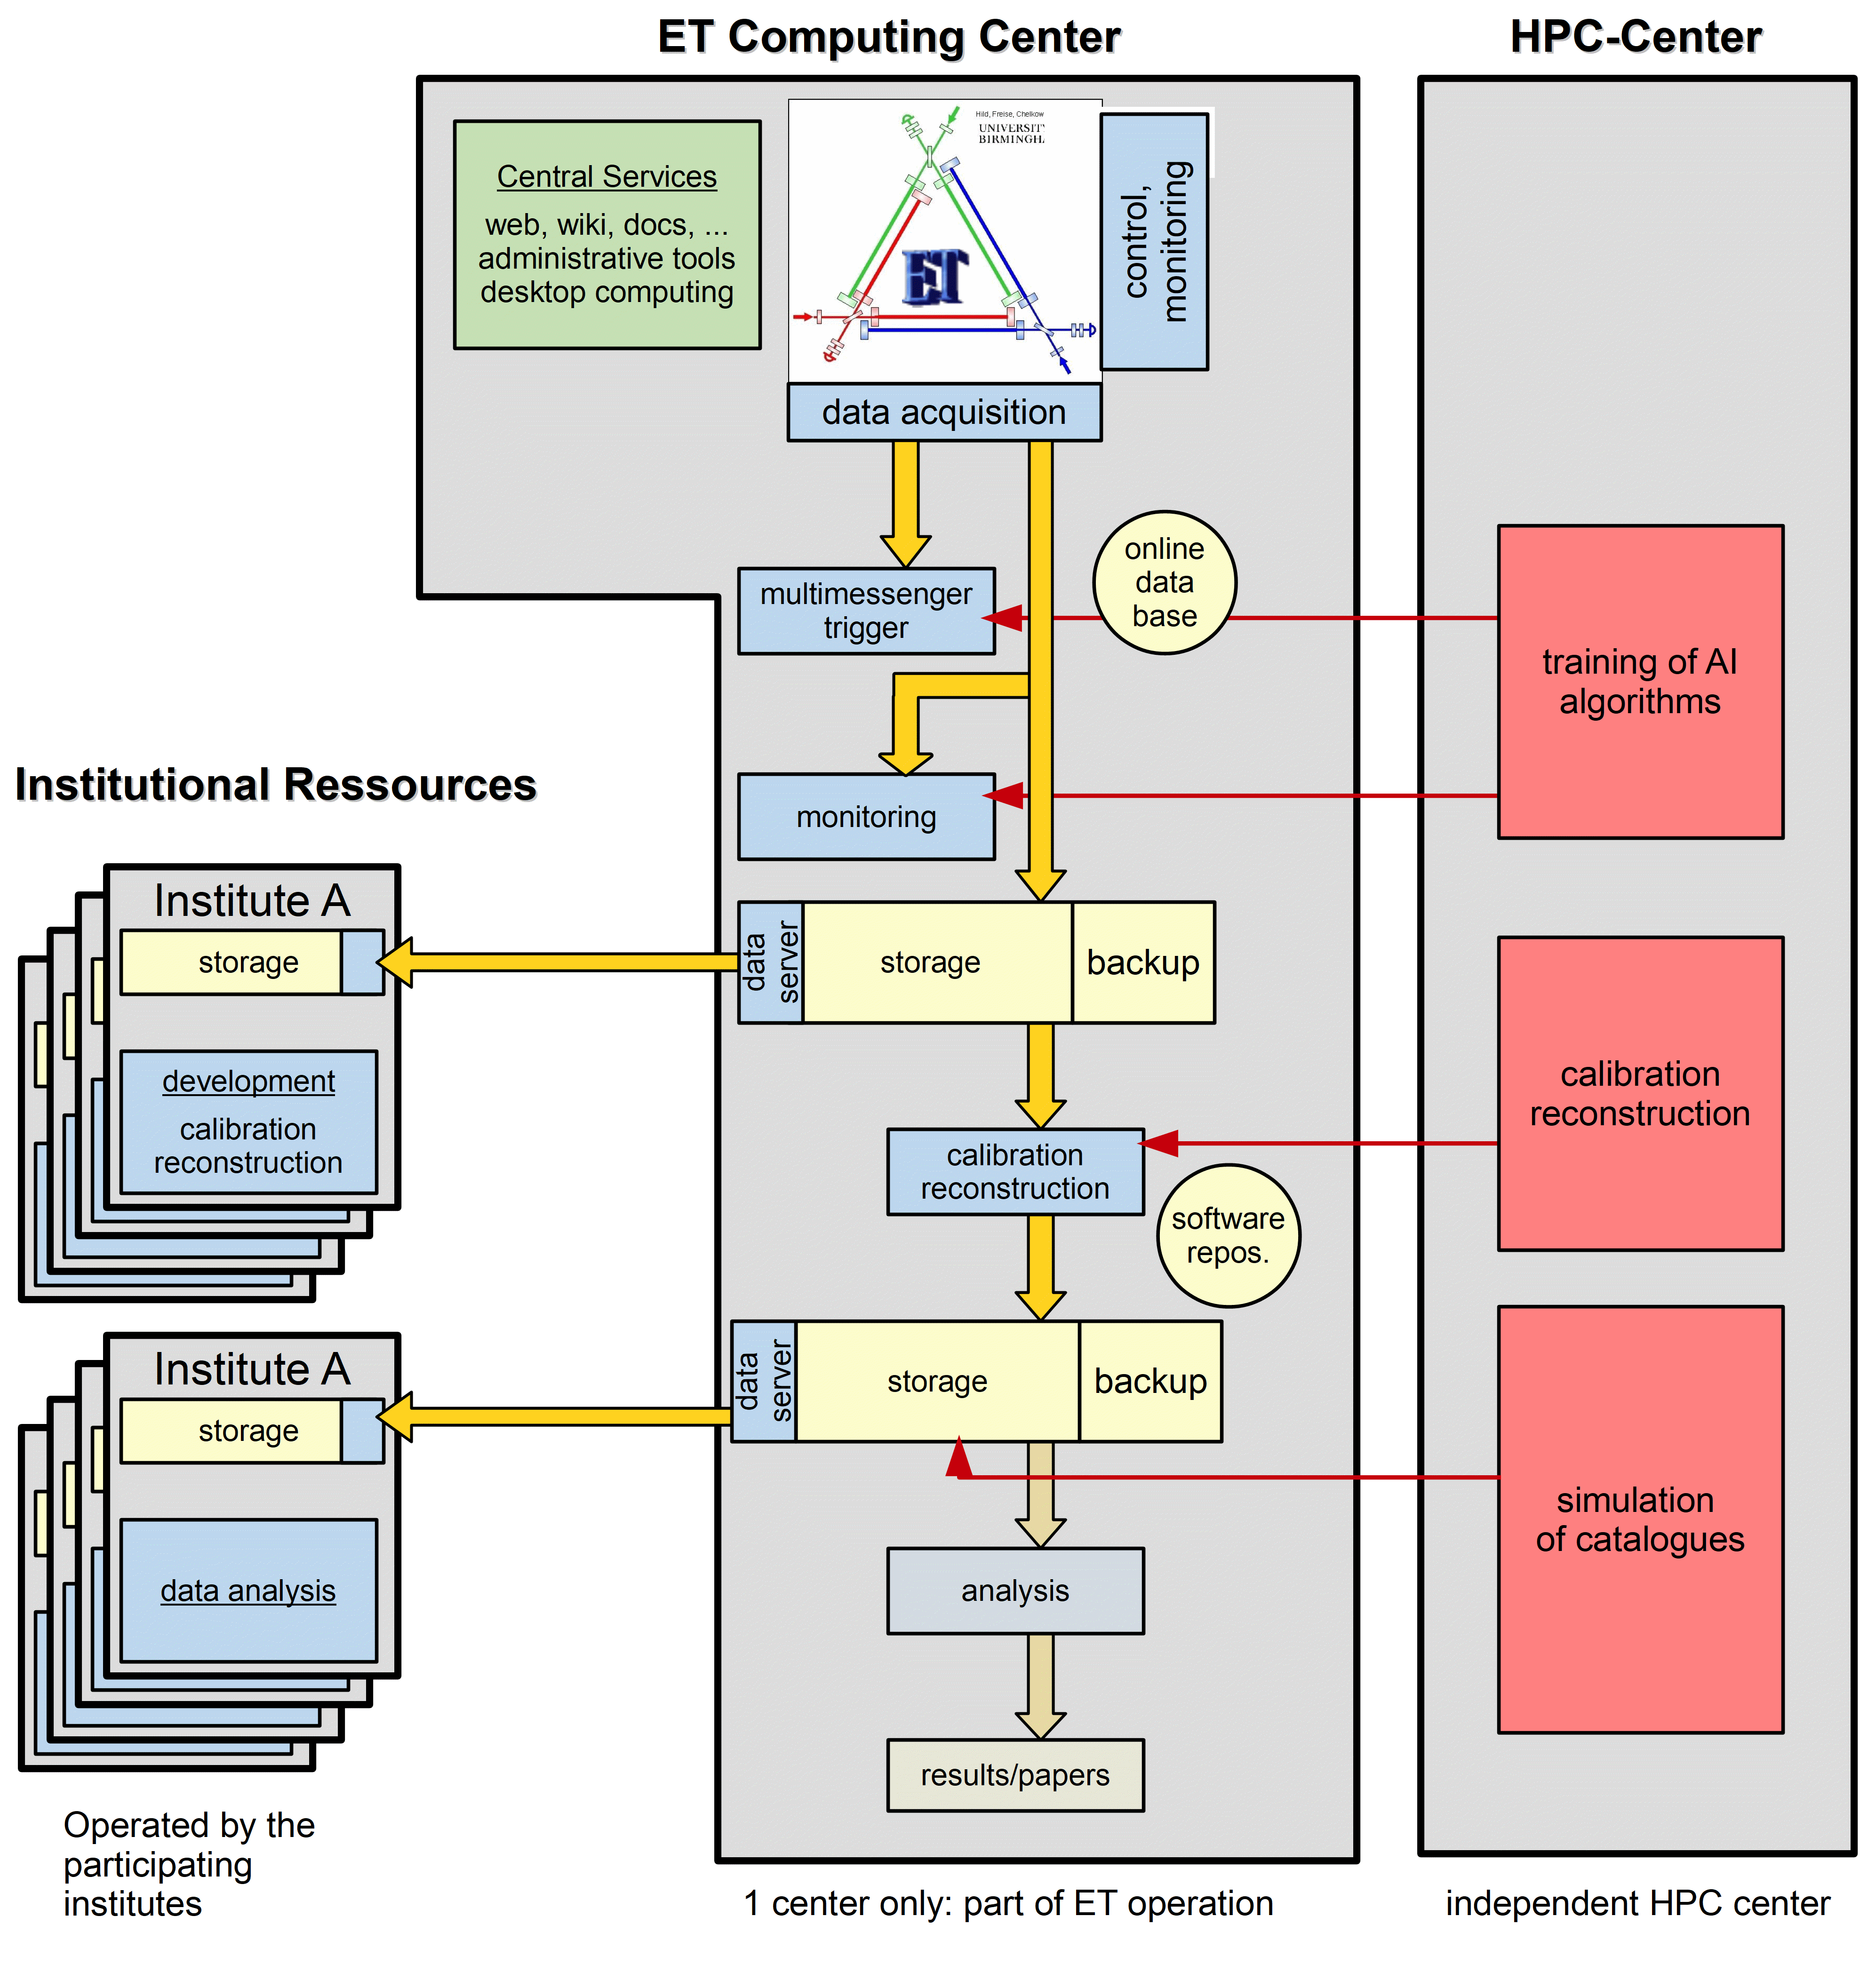 ET Computing Center
HPC-Center
Central Services
web, wiki, docs, ...
administrative tools
desktop computing
Hild, Freise, Chelkow
UNIVERSIT
BIRMINGH
ET
control,
monitoring
data acquisition
multimessenger
trigger
online
data
base
training of AI
algorithms
monitoring
Institutional Ressources
Institute A
storage
development
calibration
reconstruction
data
server
storage
backup
calibration
reconstruction
calibration
reconstruction
software
repos.
Institute A
storage
data analysis
data
server
storage
backup
simulation
of catalogues
analysis
results/papers
Operated by the
participating
institutes
1 center only: part of ET operation
independent HPC center